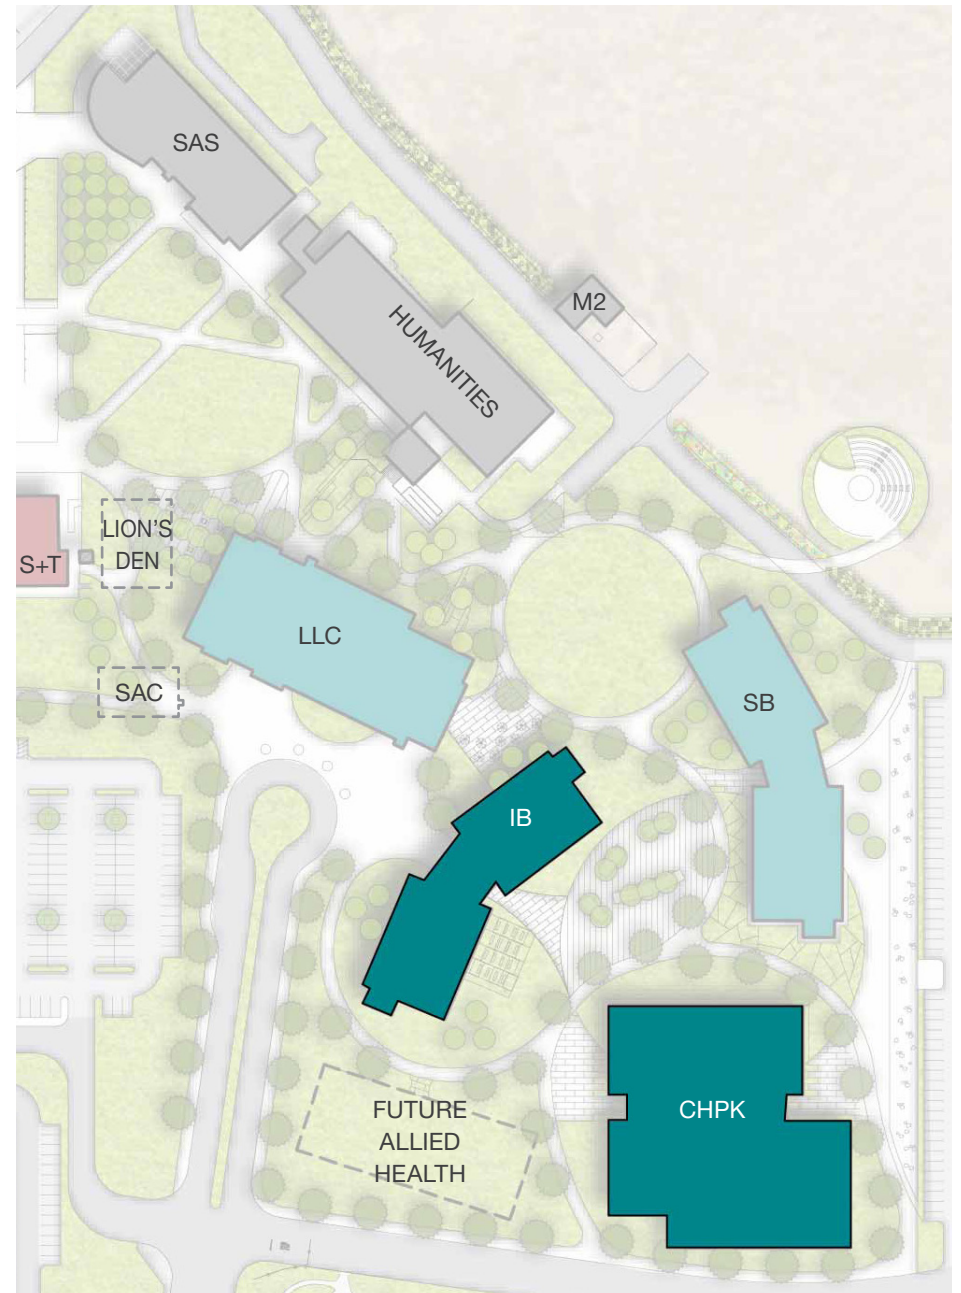 SAS
M2
HUMANITIES
LION'S
DEN
S+T
LLC
SAC
SB
IB
FUTURE
ALLIED
HEALTH
CHPK